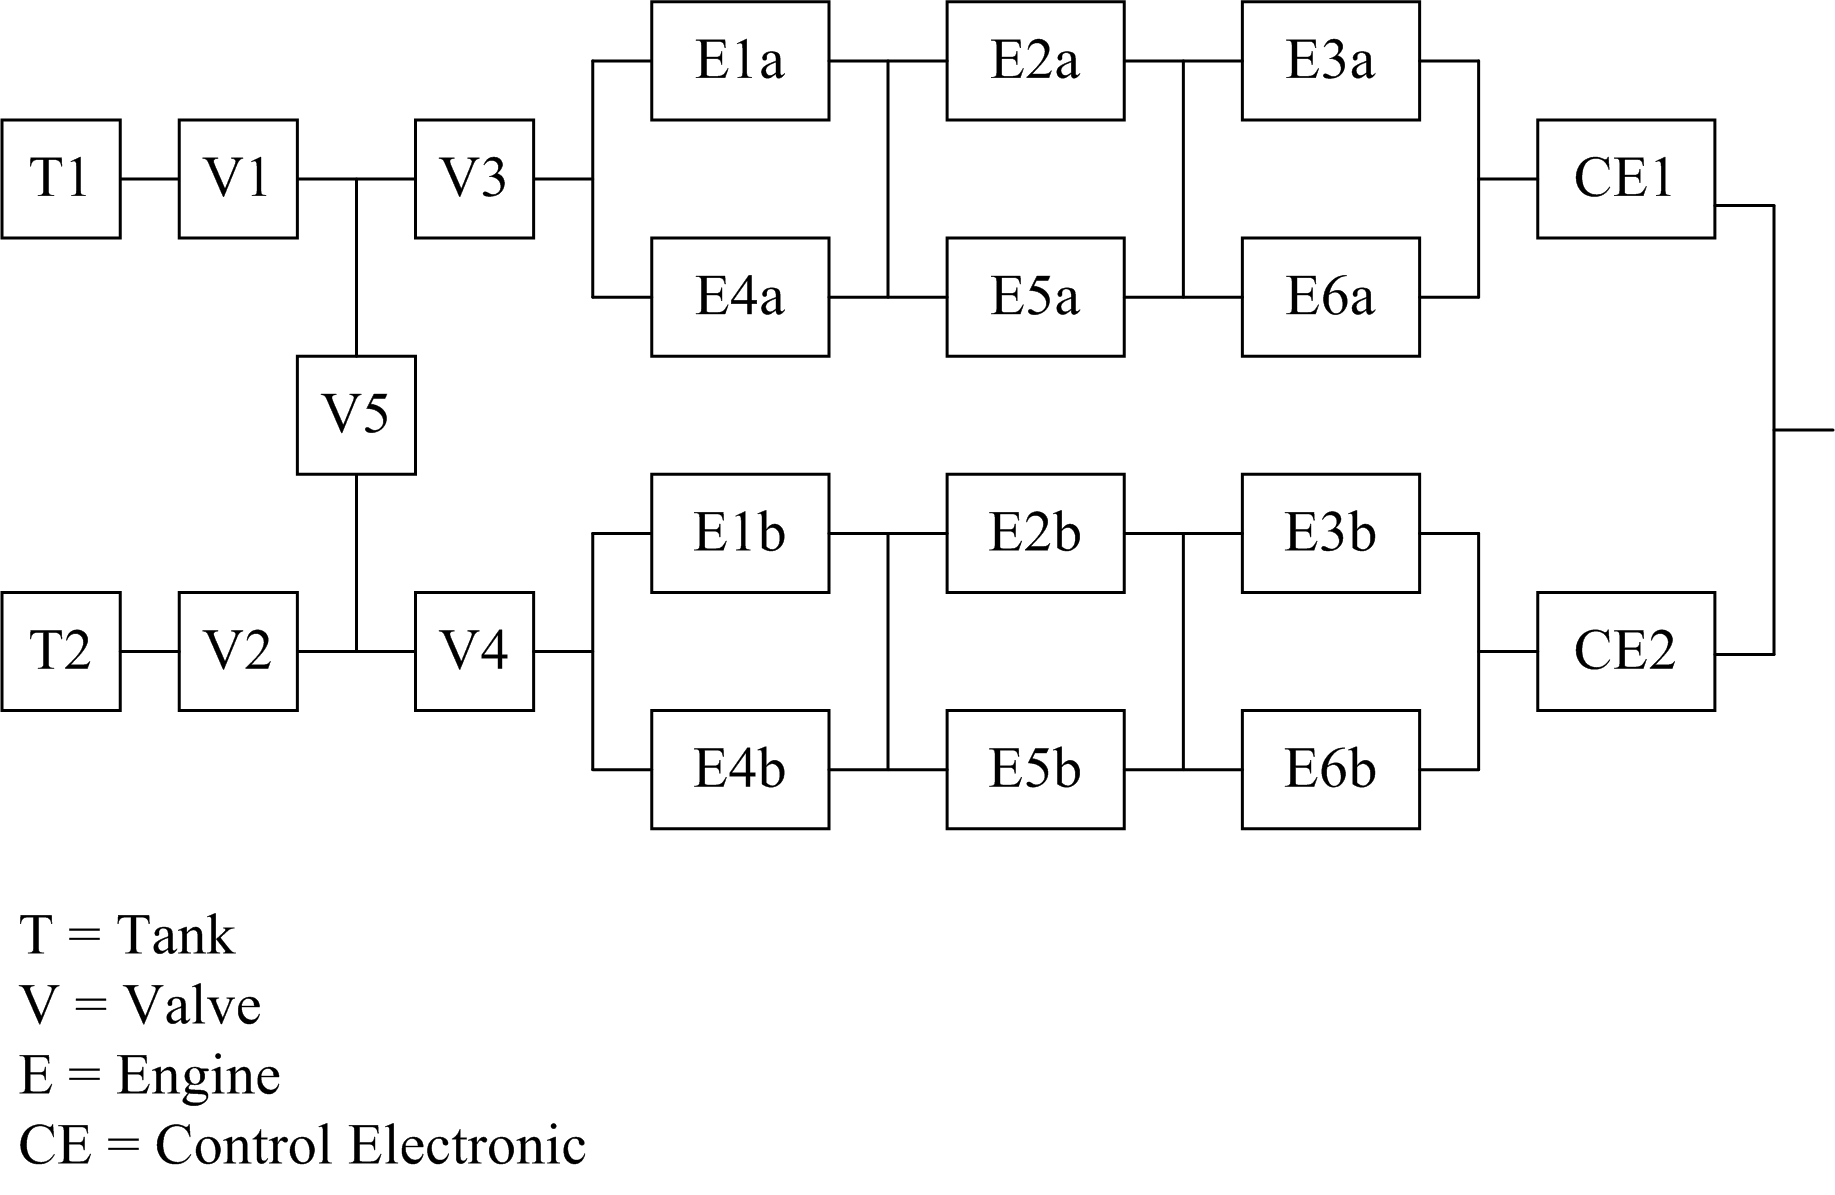 E1a E2a E3a
T1 V1 V3 CE1
E4a E5a E6a
V5
E1b E2b E3b
T2 V2 V4 CE2
E4b E5b E6b
T = Tank
V = Valve
E = Engine
CE = Control Electronic